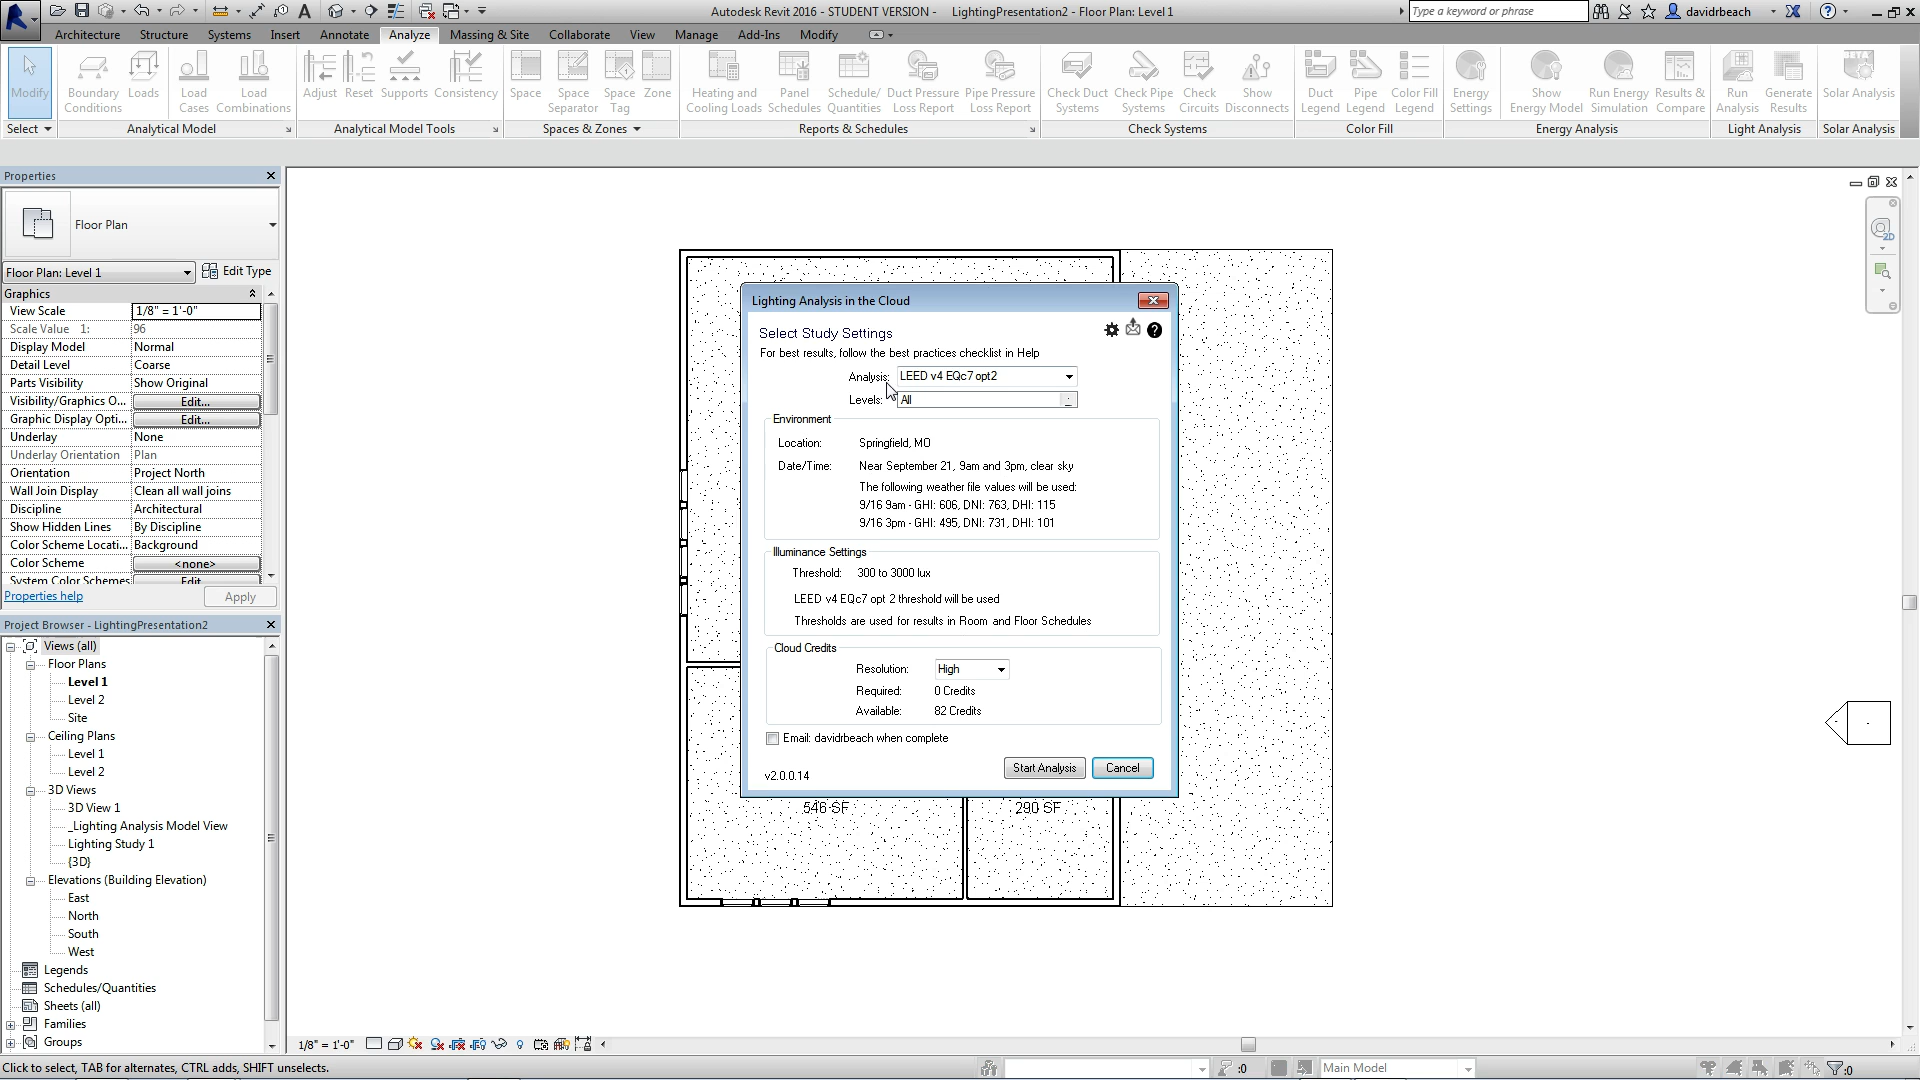 Autodesk Revit 2016 - STUDENT VERSION - LightingPresentation2 - Floor Plan: Level 1
Type a keyword or phrase
davidrbeach
Architecture Structure Systems Insert Annotate Analyze Massing & Site Collaborate View Manage Add-Ins Modify
Modify
Boundary Conditions
Loads
Load Cases
Load Combinations
Adjust
Reset
Supports
Consistency
Space
Space Separator
Space Tag
Zone
Heating and Cooling Loads
Panel Schedules
Schedule/ Quantities
Duct Pressure Loss Report
Pipe Pressure Loss Report
Check Duct Systems
Check Pipe Systems
Check Circuits
Show Disconnects
Duct Legend
Pipe Legend
Color Fill Legend
Energy Settings
Show Energy Model
Run Energy Simulation
Results & Compare
Run Analysis
Generate Results
Solar Analysis
Select Analytical Model Analytical Model Tools Spaces & Zones Reports & Schedules Check Systems Color Fill Energy Analysis Light Analysis Solar Analysis
Properties
Floor Plan
Floor Plan: Level 1 Edit Type
Graphics
View Scale 1/8" = 1'-0"
Scale Value 1: 96
Display Model Normal
Detail Level Coarse
Parts Visibility Show Original
Visibility/Graphics O... Edit...
Graphic Display Opti... Edit...
Underlay None
Underlay Orientation Plan
Orientation Project North
Wall Join Display Clean all wall joins
Discipline Architectural
Show Hidden Lines By Discipline
Color Scheme Locati... Background
Color Scheme <none>
System Color Schemes Edit
Properties help Apply
Project Browser - LightingPresentation2
Views (all)
Floor Plans
Level 1
Level 2
Site
Ceiling Plans
Level 1
Level 2
3D Views
3D View 1
_Lighting Analysis Model View
Lighting Study 1
{3D}
Elevations (Building Elevation)
East
North
South
West
Legends
Schedules/Quantities
Sheets (all)
Families
Groups
Lighting Analysis in the Cloud
Select Study Settings
For best results, follow the best practices checklist in Help
Analysis: LEED v4 EQc7 opt2
Levels: All
Environment
Location: Springfield, MO
Date/Time: Near September 21, 9am and 3pm, clear sky
The following weather file values will be used:
9/16 9am - GHI: 606, DNI: 763, DHI: 115
9/16 3pm - GHI: 495, DNI: 731, DHI: 101
Illuminance Settings
Threshold: 300 to 3000 lux
LEED v4 EQc7 opt 2 threshold will be used
Thresholds are used for results in Room and Floor Schedules
Cloud Credits
Resolution: High
Required: 0 Credits
Available: 82 Credits
Email: davidrbeach when complete
v2.0.0.14
Start Analysis Cancel
546 SF 290 SF
2D
1/8" = 1'-0"
Click to select, TAB for alternates, CTRL adds, SHIFT unselects.
:0
Main Model
:0